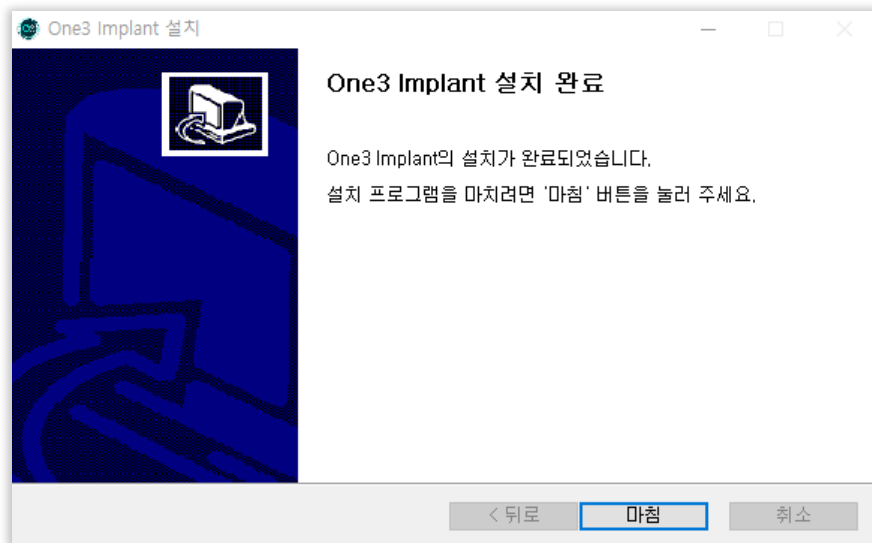 One3 Implant 설치
One3 Implant 설치 완료
One3 Implant의 설치가 완료되었습니다.
설치 프로그램을 마치려면 '마침' 버튼을 눌러 주세요.
< 뒤로
마침
취소